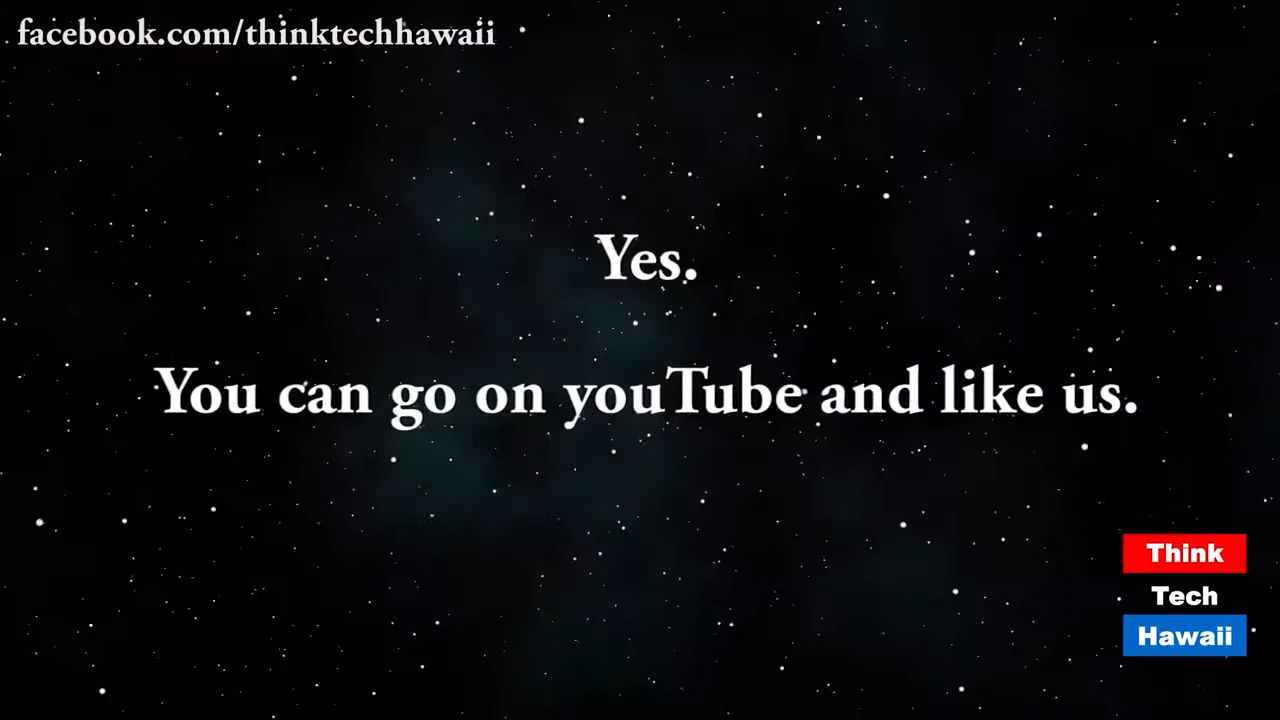 facebook.com/thinktechhawaii
Yes.
You can go on youTube and like us.
Think
Tech
Hawaii